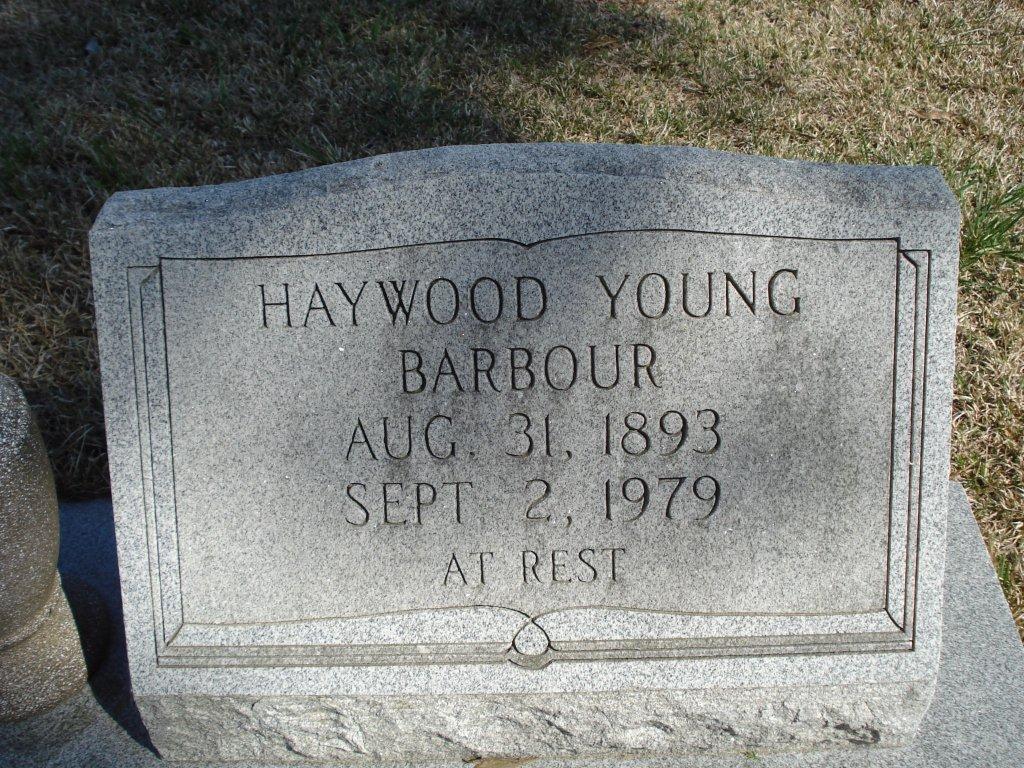 HAYWOOD YOUNG
BARBOUR
AUG. 31, 1893
SEPT. 2, 1979
AT REST